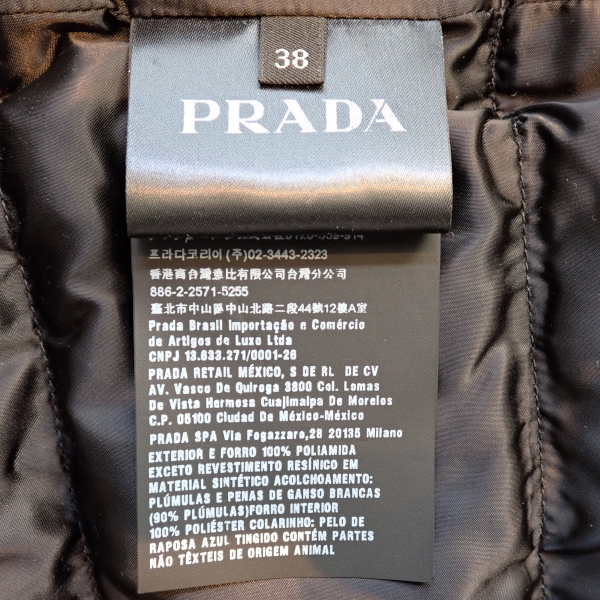 38
PRADA
프라다코리아 (주)02-3443-2323
香港商台灣惠比有限公司台灣分公司
886-2-2571-5255
臺北市中山區中山北路二段44號12樓A室
Prada Brasil Importação e Comércio
de Artigos de Luxo Ltda
CNPJ 13.633.271/0001-26
PRADA RETAIL MÉXICO, S DE RL DE CV
AV. Vasco De Quiroga 3800 Col. Lomas
De Vista Hermosa Cuajimalpa De Morelos
C.P. 05100 Ciudad De México-México
PRADA SPA Via Fogazzaro,28 20135 Milano
EXTERIOR E FORRO 100% POLIAMIDA
EXCETO REVESTIMENTO RESÍNICO EM
MATERIAL SINTÉTICO ACOLCHOAMENTO:
PLÚMULAS E PENAS DE GANSO BRANCAS
(90% PLÚMULAS)FORRO INTERIOR
100% POLIÉSTER COLARINHO: PELO DE
RAPOSA AZUL TINGIDO CONTÉM PARTES
NÃO TÊXTEIS DE ORIGEM ANIMAL